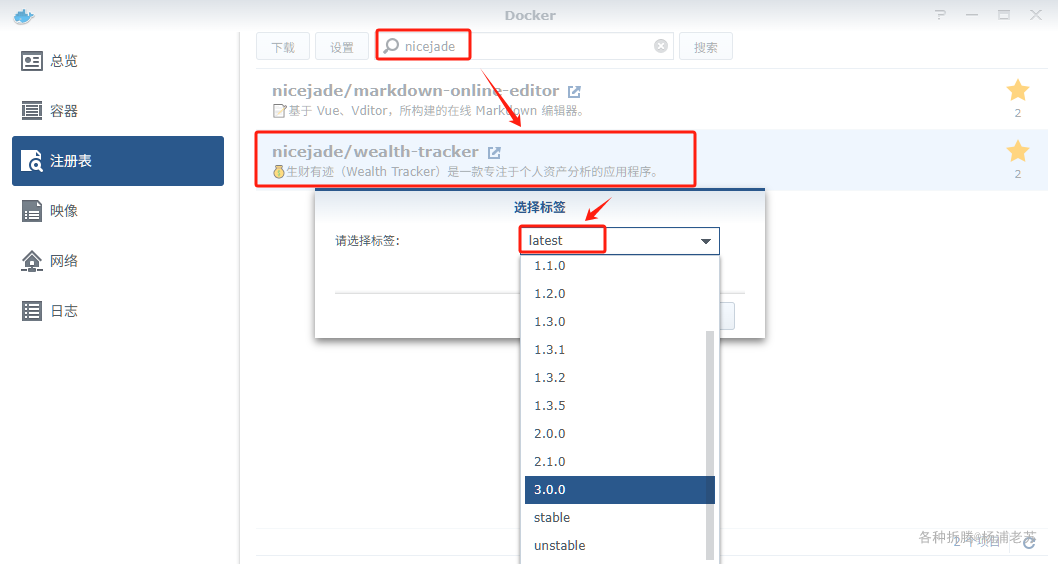 Docker
总览
容器
注册表
映像
网络
日志
下载 设置 nicejade 搜索
nicejade/markdown-online-editor
📝基于 Vue、Vditor，所构建的在线 Markdown 编辑器。
2
nicejade/wealth-tracker
💰生财有迹（Wealth Tracker）是一款专注于个人资产分析的应用程序。
2
选择标签
请选择标签:
latest
1.1.0
1.2.0
1.3.0
1.3.1
1.3.2
1.3.5
2.0.0
2.1.0
3.0.0
stable
unstable
2 个项目
各种折腾@杨浦老苏